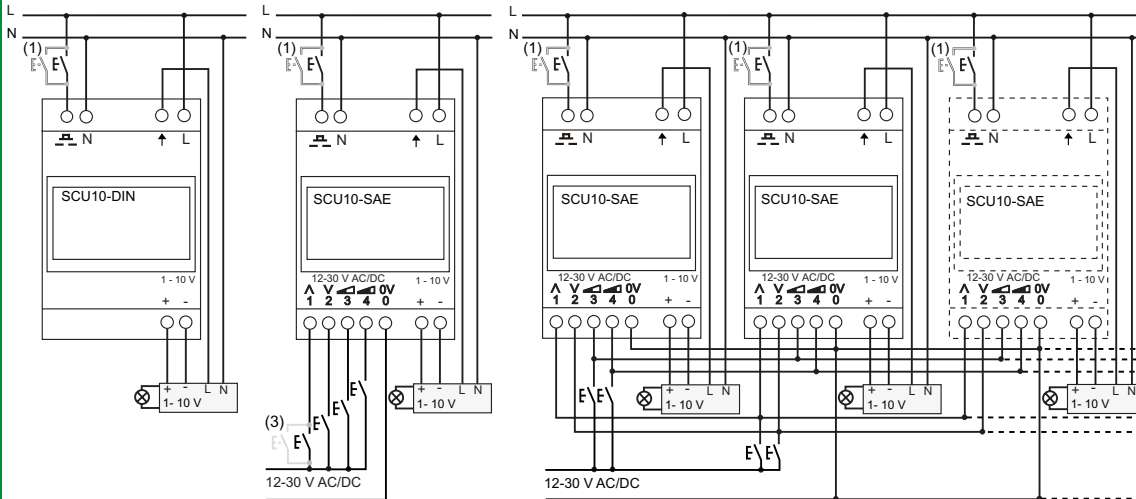 L
N
(1)
N
L
SCU10-DIN
1 - 10 V
+ -
+ - L N
1- 10 V
L
N
(1)
N
L
SCU10-SAE
12-30 V AC/DC
1 - 10 V
0V
1 2 3 4 0
+ -
+ - L N
1- 10 V
(3)
12-30 V AC/DC
L
N
(1)
N
L
SCU10-SAE
12-30 V AC/DC
1 - 10 V
0V
1 2 3 4 0
+ -
+ - L N
1- 10 V
12-30 V AC/DC
(1)
N
L
SCU10-SAE
12-30 V AC/DC
1 - 10 V
0V
1 2 3 4 0
+ -
+ - L N
1- 10 V
(1)
N
L
SCU10-SAE
12-30 V AC/DC
1 - 10 V
0V
1 2 3 4 0
+ -
+ - L N
1- 10 V